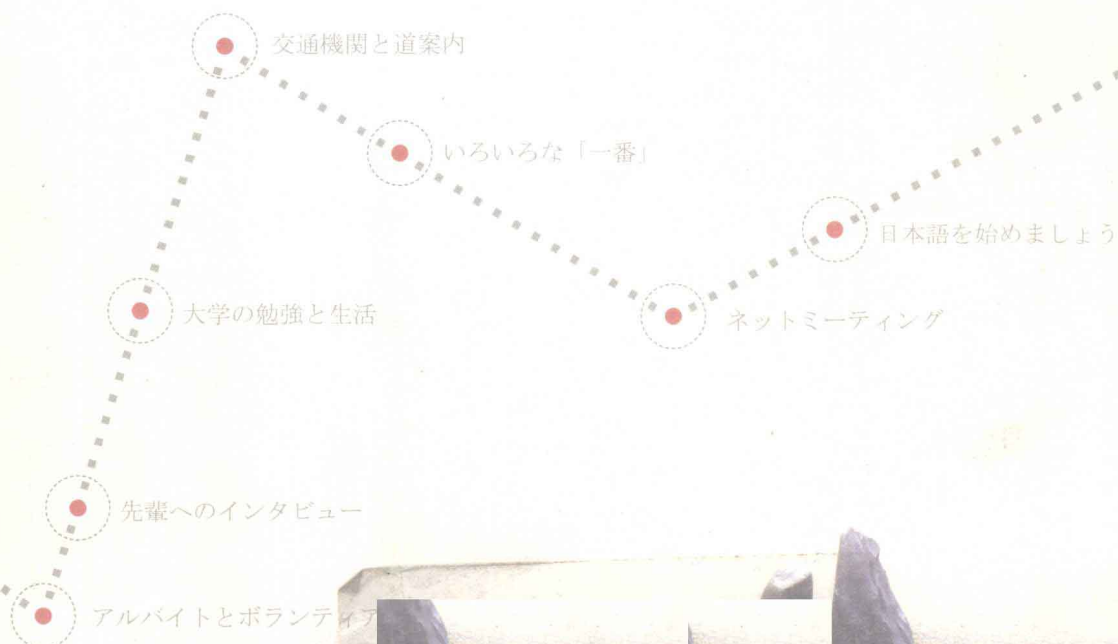 交通機関と道案内
いろいろな「一番」
日本語を始めましょう
大学の勉強と生活
ネットミーティング
先輩へのインタビュー
アルバイトとボランティア